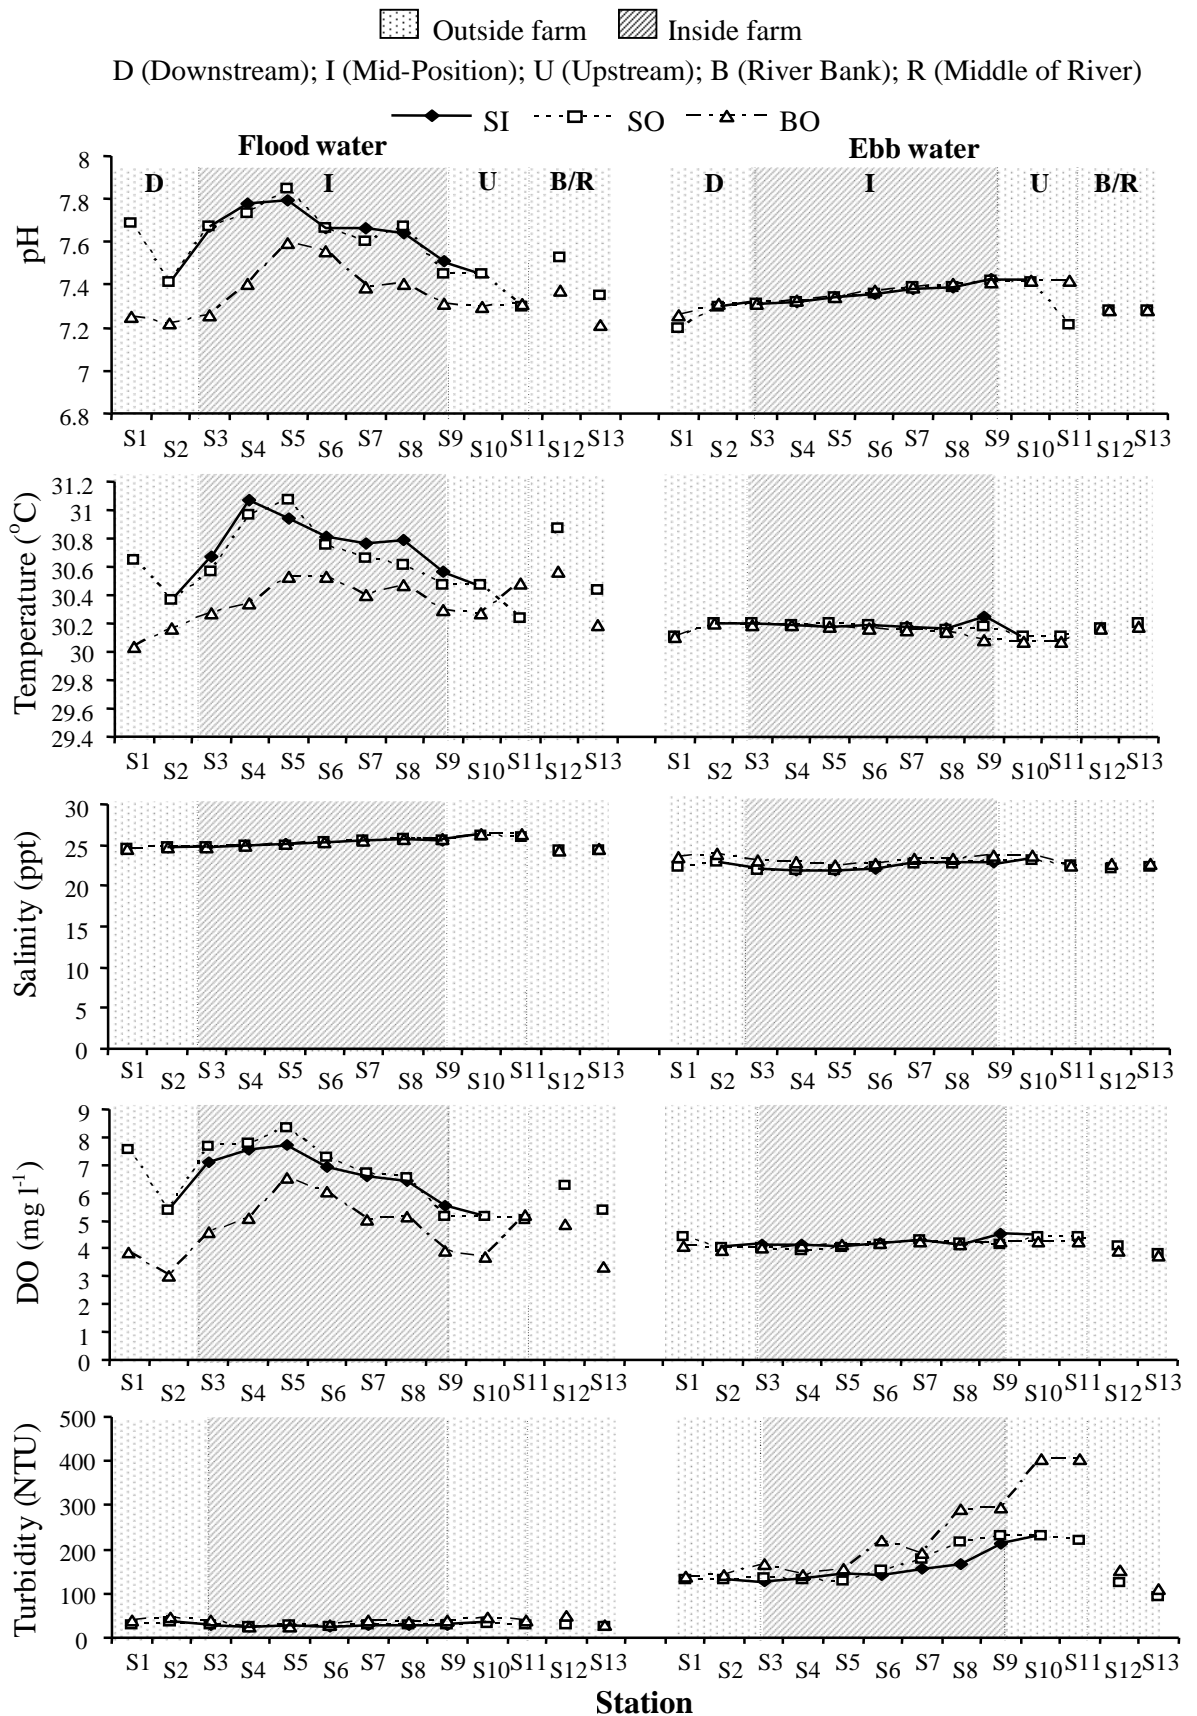 Outside farm Inside farm
D (Downstream); I (Mid-Position); U (Upstream); B (River Bank); R (Middle of River)
SI SO BO
Flood water Ebb water
D I U B/R D I U B/R
pH
8
7.8
7.6
7.4
7.2
7
6.8
S1 S2 S3 S4 S5 S6 S7 S8 S9 S10 S11 S12 S13 S1 S2 S3 S4 S5 S6 S7 S8 S9 S10 S11 S12 S13
Temperature (°C)
31.2
31
30.8
30.6
30.4
30.2
30
29.8
29.6
29.4
S1 S2 S3 S4 S5 S6 S7 S8 S9 S10 S11 S12 S13 S1 S2 S3 S4 S5 S6 S7 S8 S9 S10 S11 S12 S13
Salinity (ppt)
30
25
20
15
10
5
0
S1 S2 S3 S4 S5 S6 S7 S8 S9 S10 S11 S12 S13 S1 S2 S3 S4 S5 S6 S7 S8 S9 S10 S11 S12 S13
DO (mg l⁻¹)
9
8
7
6
5
4
3
2
1
0
S1 S2 S3 S4 S5 S6 S7 S8 S9 S10 S11 S12 S13 S1 S2 S3 S4 S5 S6 S7 S8 S9 S10 S11 S12 S13
Turbidity (NTU)
500
400
300
200
100
0
S1 S2 S3 S4 S5 S6 S7 S8 S9 S10 S11 S12 S13 S1 S2 S3 S4 S5 S6 S7 S8 S9 S10 S11 S12 S13
Station